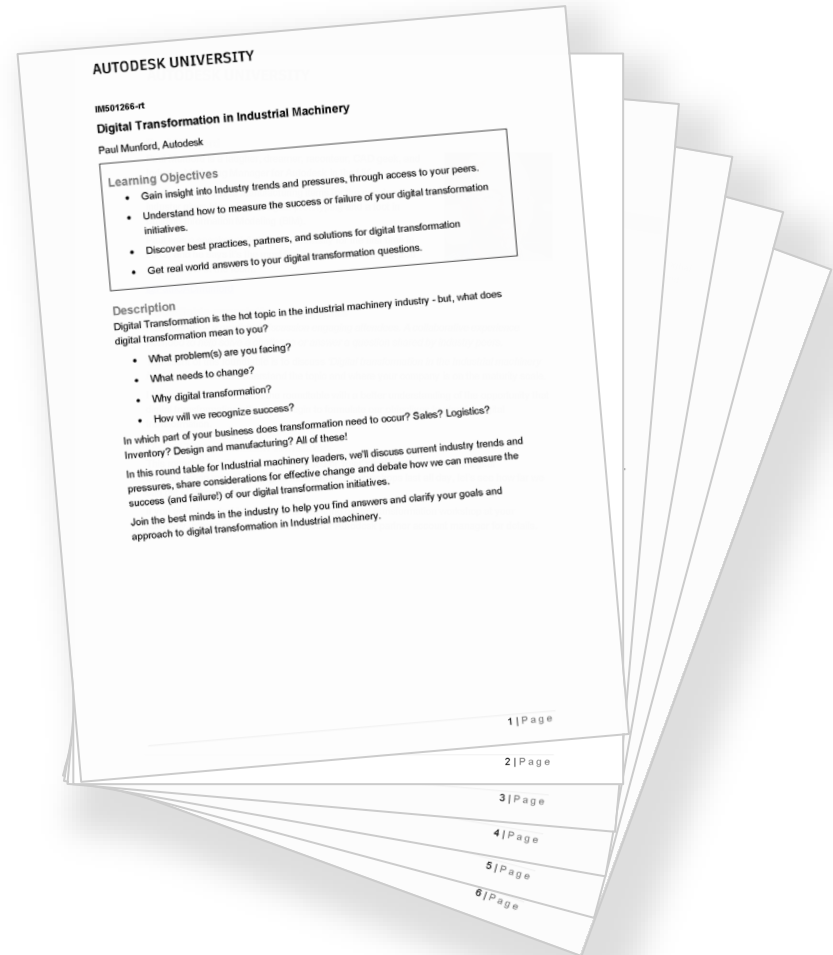 AUTODESK UNIVERSITY
IM501266-rt
Digital Transformation in Industrial Machinery
Paul Munford, Autodesk
Learning Objectives
• Gain insight into Industry trends and pressures, through access to your peers.
• Understand how to measure the success or failure of your digital transformation
initiatives.
• Discover best practices, partners, and solutions for digital transformation
• Get real world answers to your digital transformation questions.
Description
Digital Transformation is the hot topic in the industrial machinery industry - but, what does
digital transformation mean to you?
• What problem(s) are you facing?
• What needs to change?
• Why digital transformation?
• How will we recognize success?
In which part of your business does transformation need to occur? Sales? Logistics?
Inventory? Design and manufacturing? All of these!
In this round table for Industrial machinery leaders, we'll discuss current industry trends and
pressures, share considerations for effective change and debate how we can measure the
success (and failure!) of our digital transformation initiatives.
Join the best minds in the industry to help you find answers and clarify your goals and
approach to digital transformation in Industrial machinery.
1 | Page
2 | Page
3 | Page
4 | Page
5 | Page
6 | Page